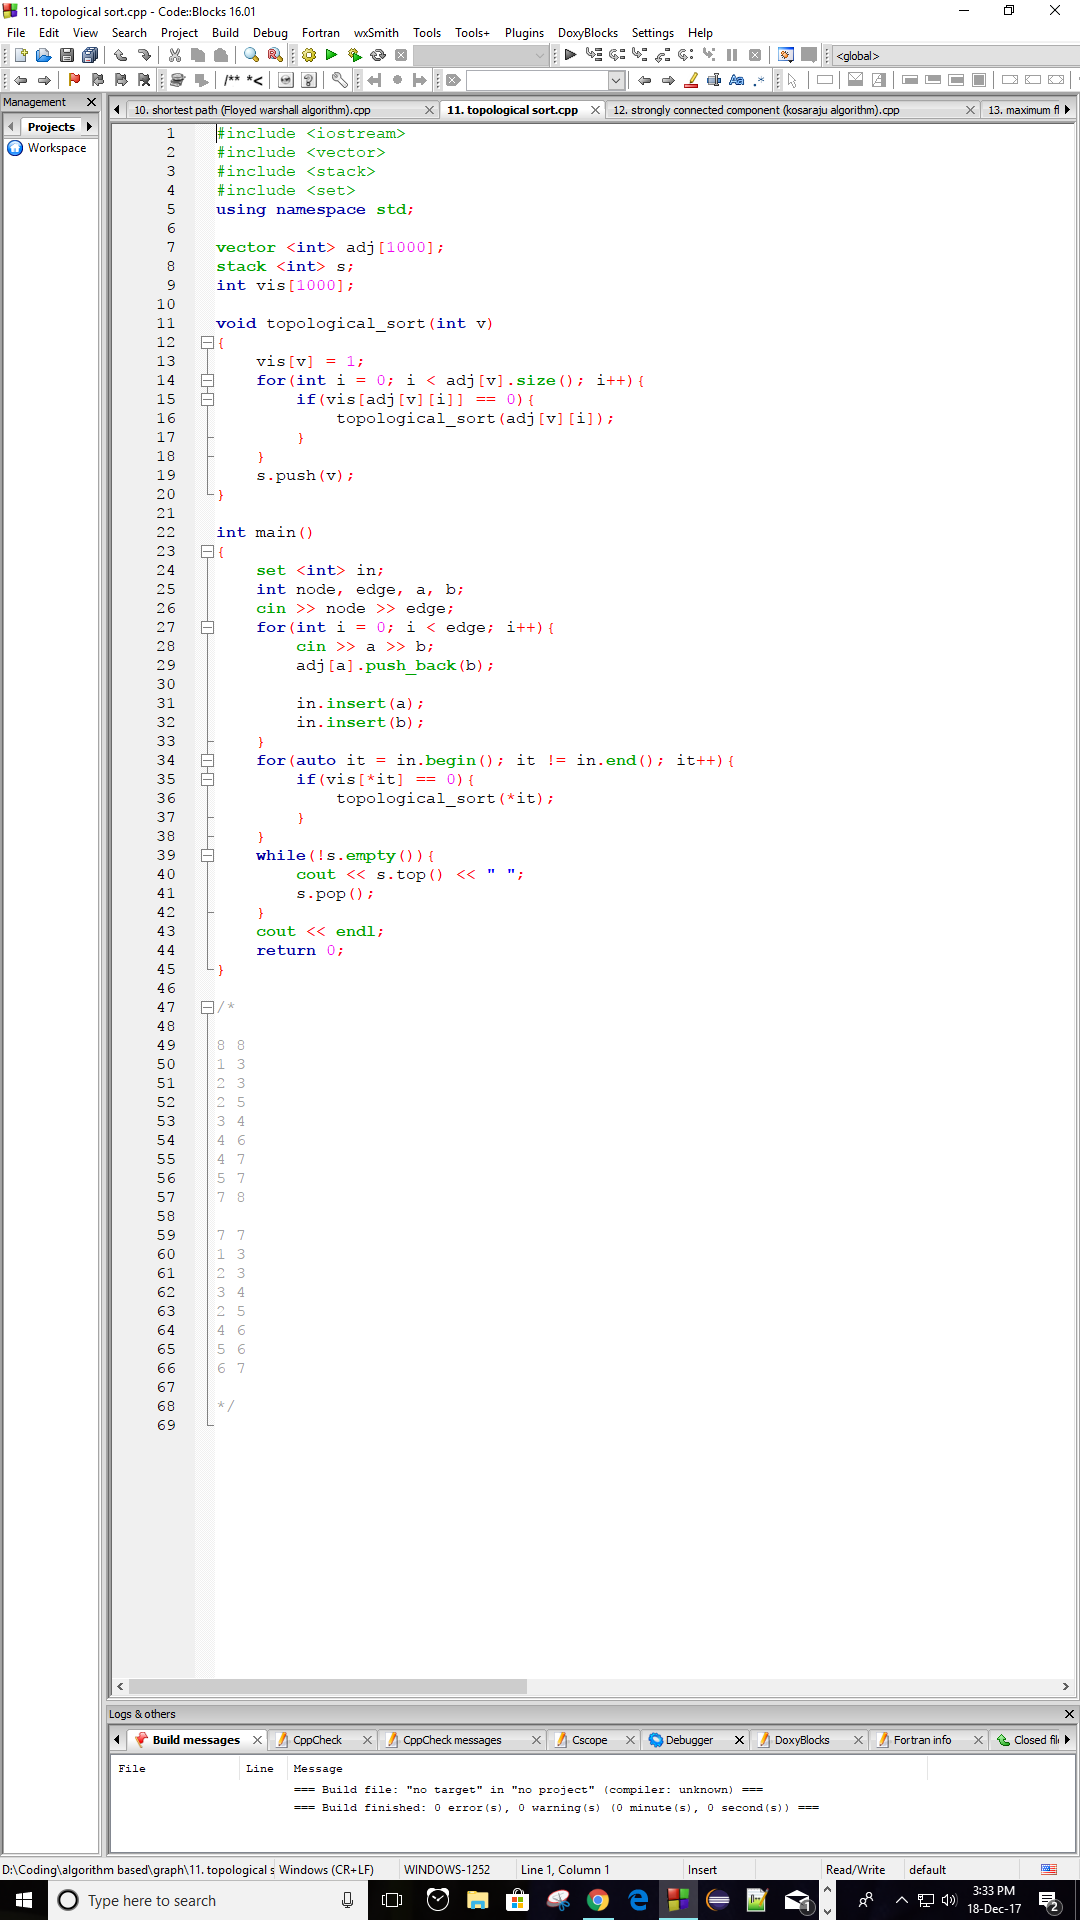 11. topological sort.cpp - Code::Blocks 16.01
File Edit View Search Project Build Debug Fortran wxSmith Tools Tools+ Plugins DoxyBlocks Settings Help
<global>
/** *<
Management
10. shortest path (Floyed warshall algorithm).cpp 11. topological sort.cpp 12. strongly connected component (kosaraju algorithm).cpp 13. maximum fl
Projects
Workspace
1 #include <iostream>
2 #include <vector>
3 #include <stack>
4 #include <set>
5 using namespace std;
6
7 vector <int> adj[1000];
8 stack <int> s;
9 int vis[1000];
10
11 void topological_sort(int v)
12 {
13     vis[v] = 1;
14     for(int i = 0; i < adj[v].size(); i++){
15         if(vis[adj[v][i]] == 0){
16             topological_sort(adj[v][i]);
17         }
18     }
19     s.push(v);
20 }
21
22 int main()
23 {
24     set <int> in;
25     int node, edge, a, b;
26     cin >> node >> edge;
27     for(int i = 0; i < edge; i++){
28         cin >> a >> b;
29         adj[a].push_back(b);
30
31         in.insert(a);
32         in.insert(b);
33     }
34     for(auto it = in.begin(); it != in.end(); it++){
35         if(vis[*it] == 0){
36             topological_sort(*it);
37         }
38     }
39     while(!s.empty()){
40         cout << s.top() << " ";
41         s.pop();
42     }
43     cout << endl;
44     return 0;
45 }
46
47 /*
48
49 8 8
50 1 3
51 2 3
52 2 5
53 3 4
54 4 6
55 4 7
56 5 7
57 7 8
58
59 7 7
60 1 3
61 2 3
62 3 4
63 2 5
64 4 6
65 5 6
66 6 7
67
68 */
69
Logs & others
Build messages CppCheck CppCheck messages Cscope Debugger DoxyBlocks Fortran info Closed file
File Line Message
=== Build file: "no target" in "no project" (compiler: unknown) ===
=== Build finished: 0 error(s), 0 warning(s) (0 minute(s), 0 second(s)) ===
D:\Coding\algorithm based\graph\11. topological s Windows (CR+LF) WINDOWS-1252 Line 1, Column 1 Insert Read/Write default
Type here to search
3:33 PM
18-Dec-17
1
2